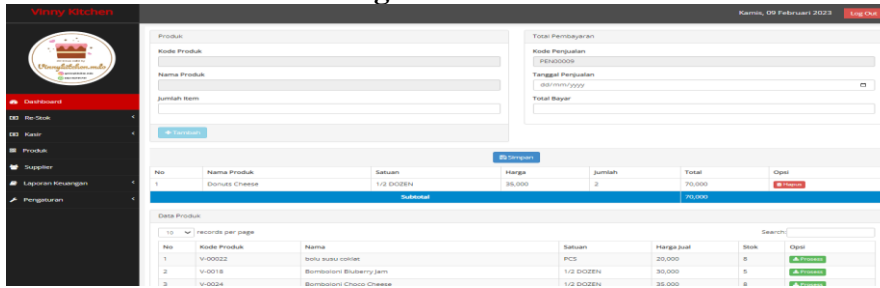 Vinny Kitchen
Kamis, 09 Februari 2023
Log Out
Vinnykitchen.mdn
Dashboard
Re-Stok
Kasir
Produk
Supplier
Laporan Keuangan
Pengaturan
Produk
Kode Produk
Nama Produk
Jumlah Item
Tambah
Total Pembayaran
Kode Penjualan
PEN00009
Tanggal Penjualan
dd/mm/yyyy
Total Bayar
Simpan
No Nama Produk Satuan Harga Jumlah Total Opsi
1 Donuts Cheese 1/2 DOZEN 35,000 2 70,000 Hapus
Subtotal 70,000
Data Produk
10 records per page Search:
No Kode Produk Nama Satuan Harga Jual Stok Opsi
1 V-00022 bolu susu coklat PCS 20,000 8 Proses
2 V-0018 Bomboloni Bluberry Jam 1/2 DOZEN 30,000 5 Proses
3 V-0024 Bomboloni Choco Cheese 1/2 DOZEN 35,000 8 Proses